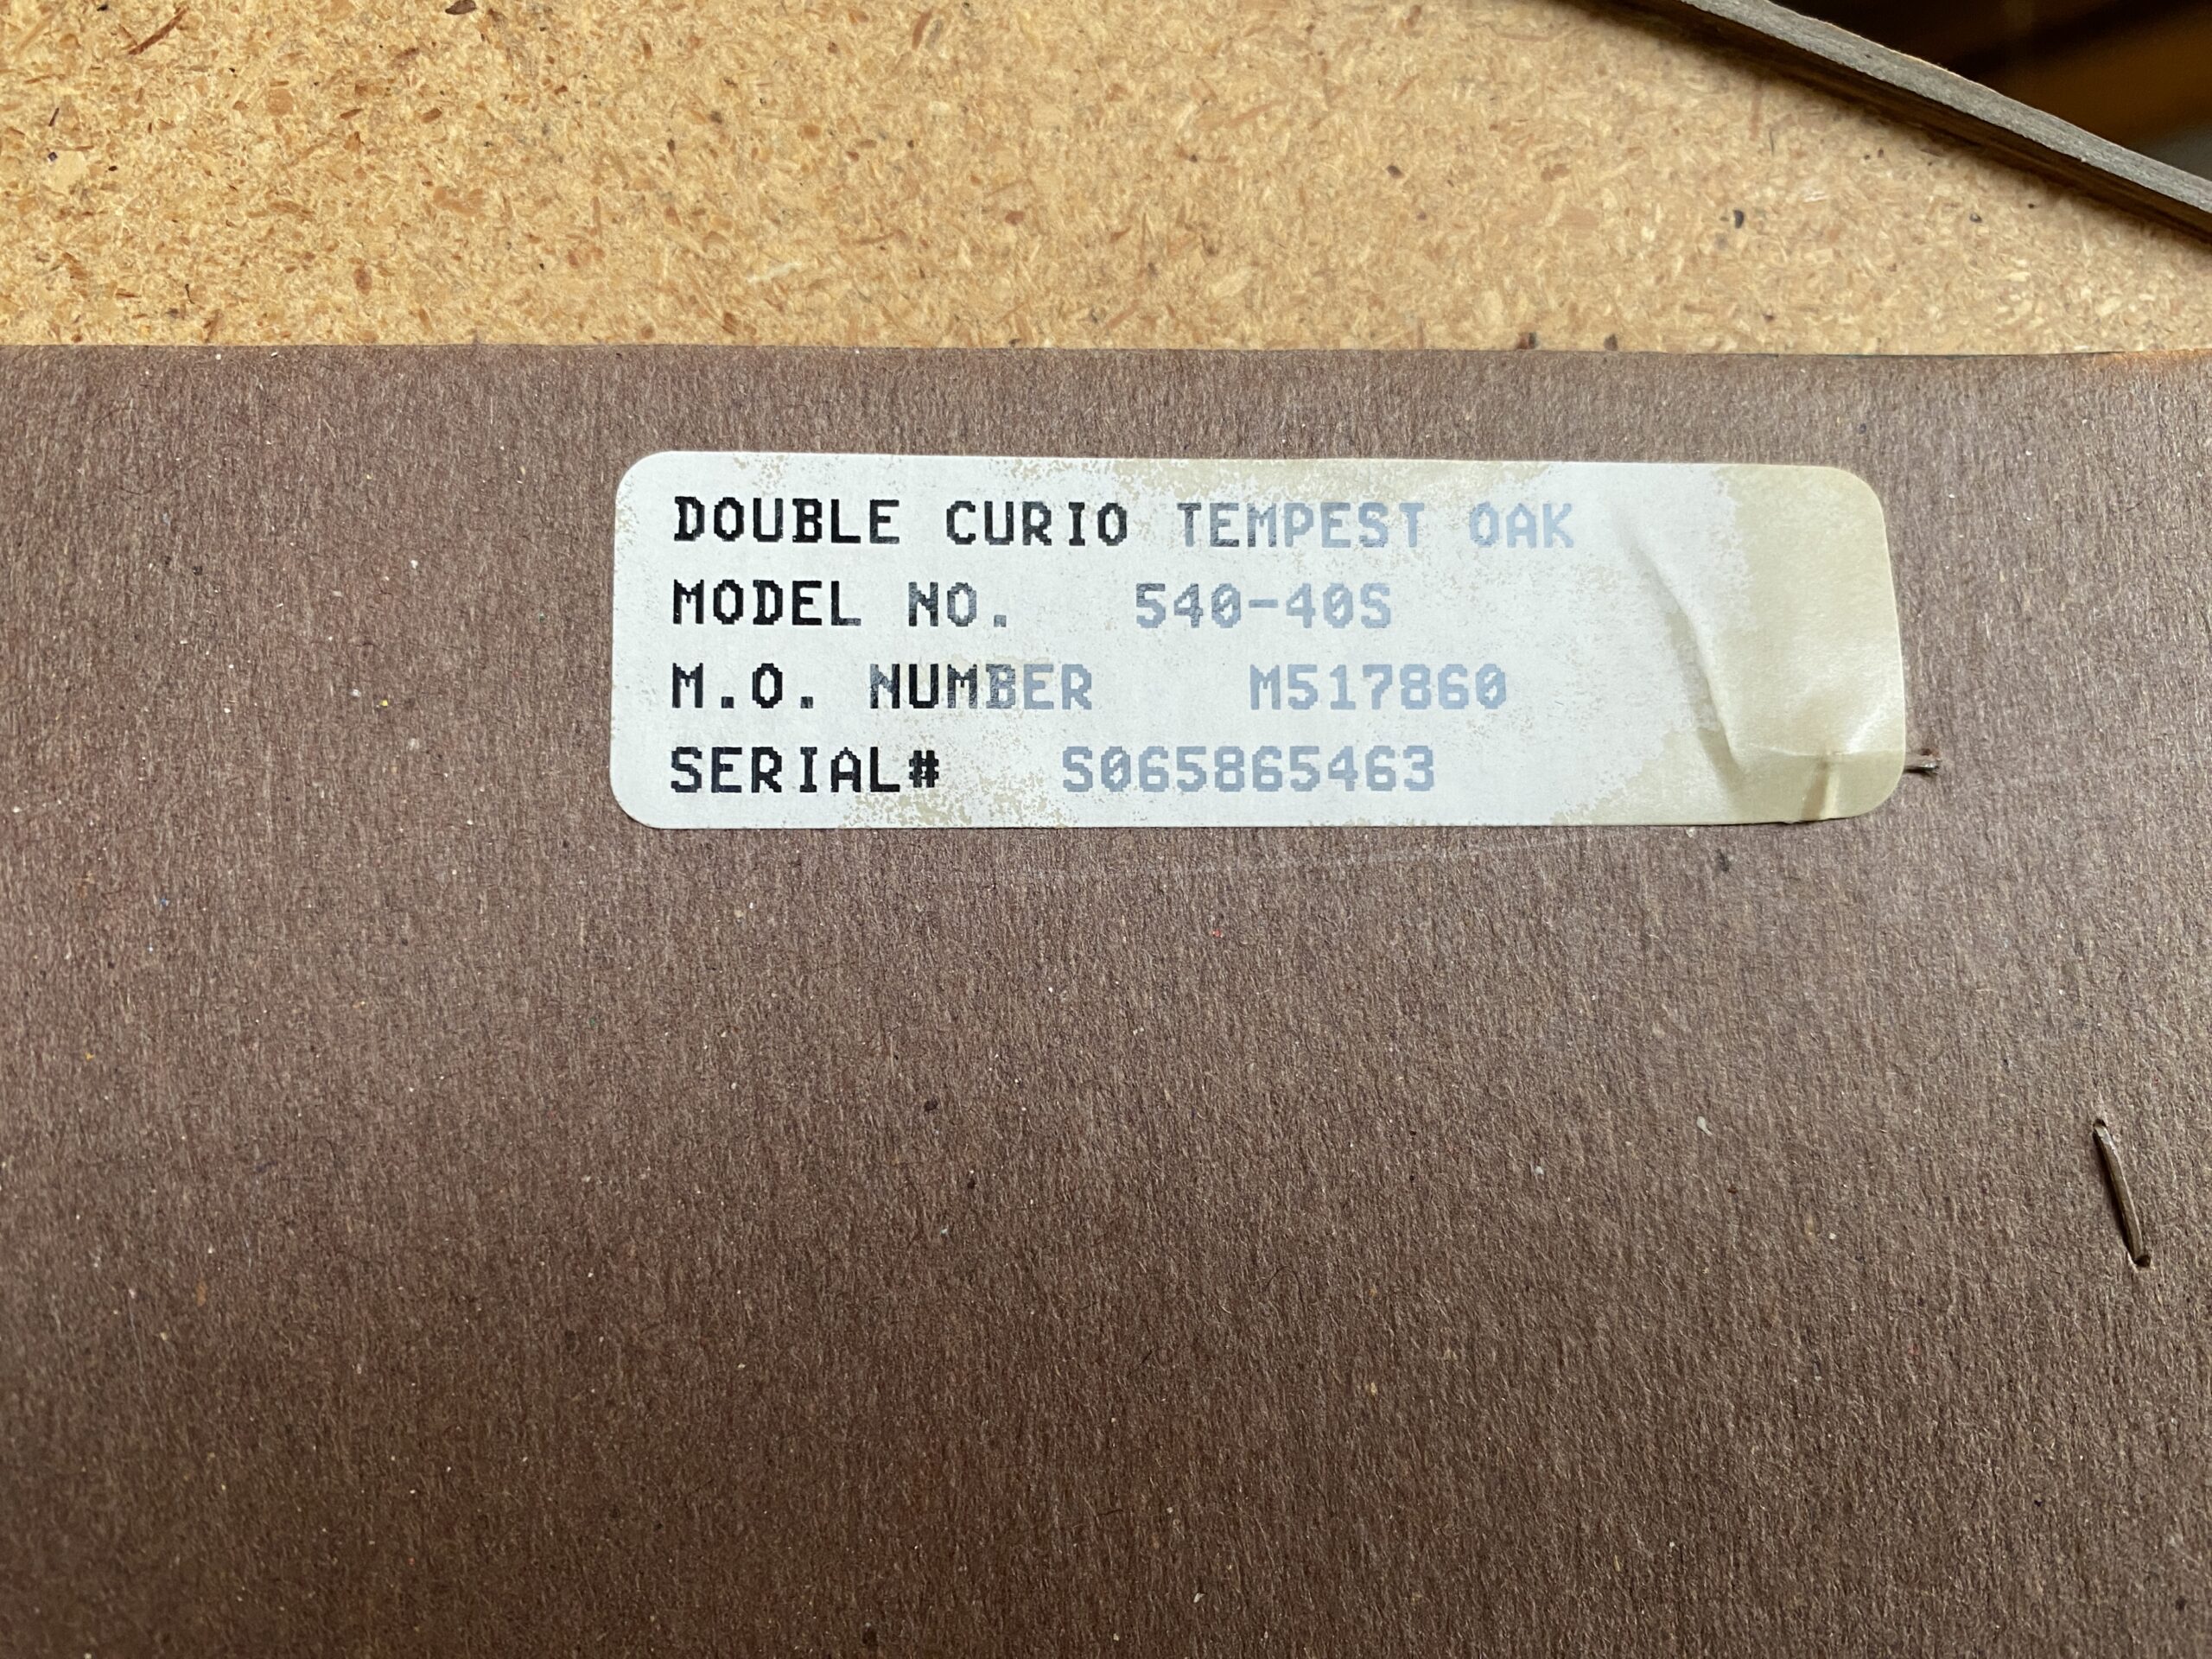 DOUBLE CURIO TEMPEST OAK
MODEL NO. 540-40S
M.O. NUMBER M517860
SERIAL# S065865463